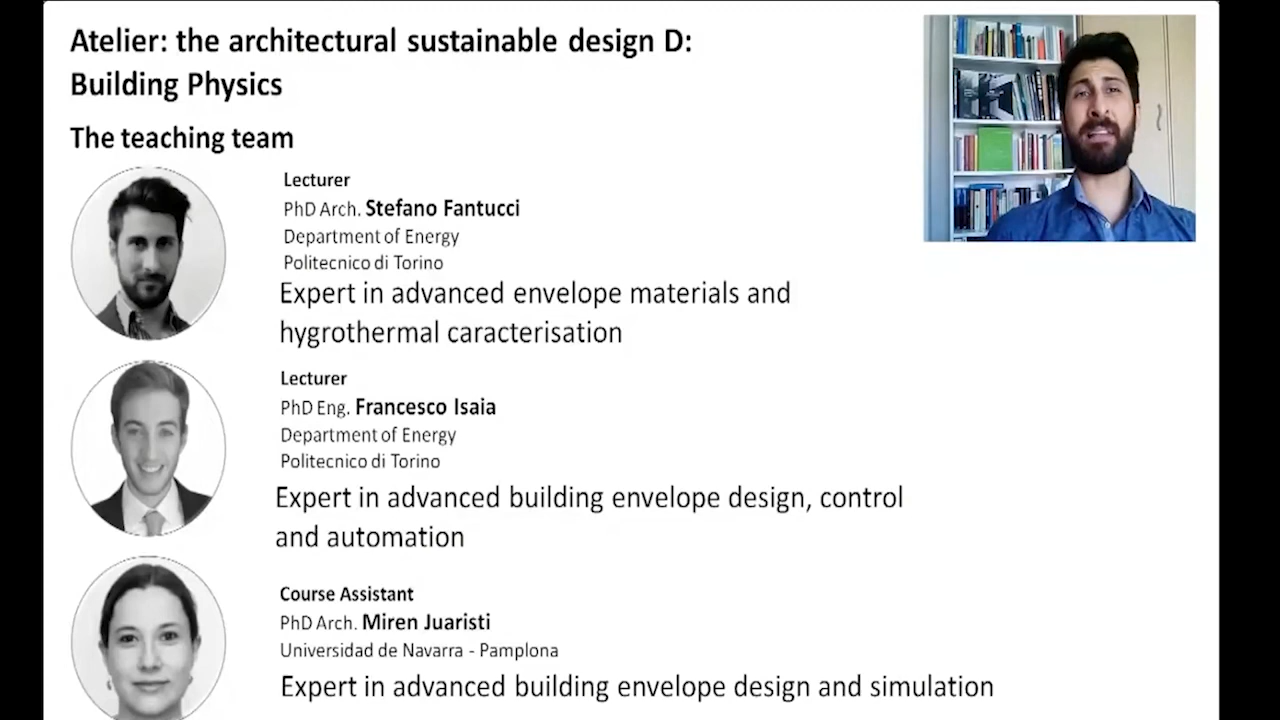 Atelier: the architectural sustainable design D:
Building Physics
The teaching team
Lecturer
PhD Arch. Stefano Fantucci
Department of Energy
Politecnico di Torino
Expert in advanced envelope materials and
hygrothermal caracterisation
Lecturer
PhD Eng. Francesco Isaia
Department of Energy
Politecnico di Torino
Expert in advanced building envelope design, control
and automation
Course Assistant
PhD Arch. Miren Juaristi
Universidad de Navarra - Pamplona
Expert in advanced building envelope design and simulation